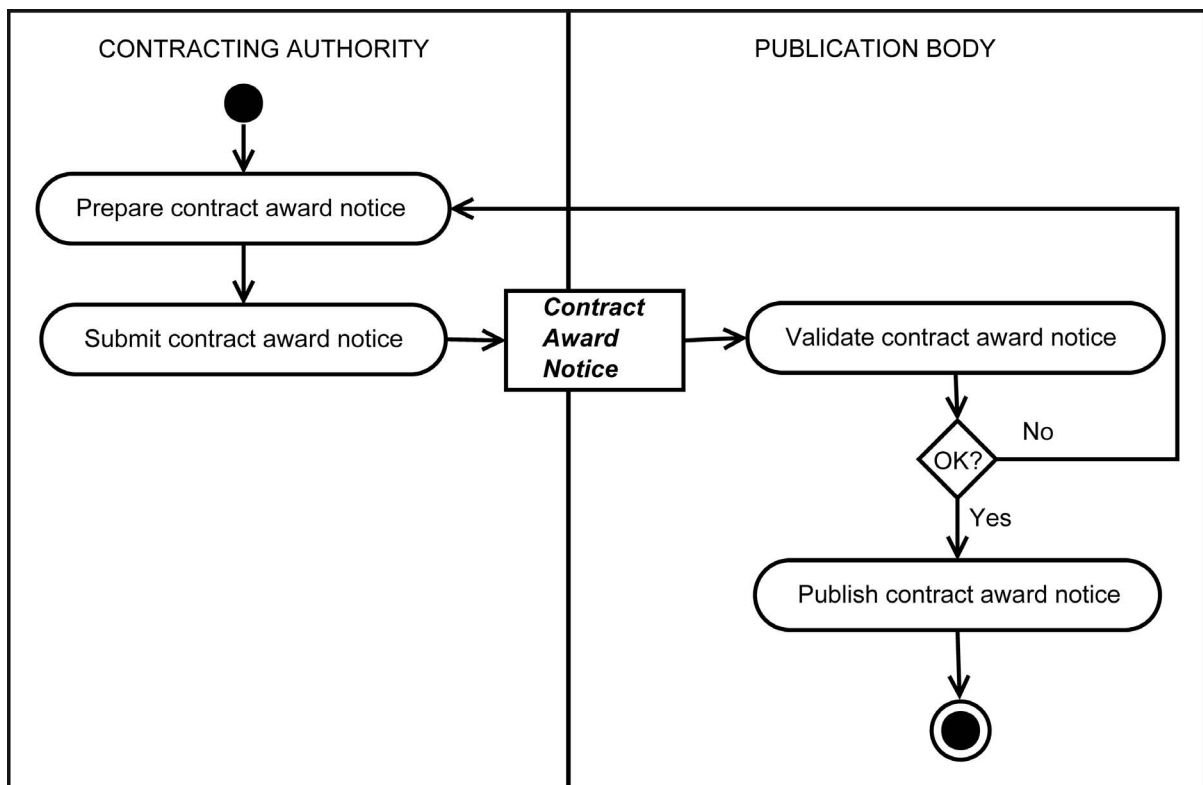 CONTRACTING AUTHORITY
PUBLICATION BODY
Prepare contract award notice
Submit contract award notice
Contract
Award
Notice
Validate contract award notice
No
OK?
Yes
Publish contract award notice